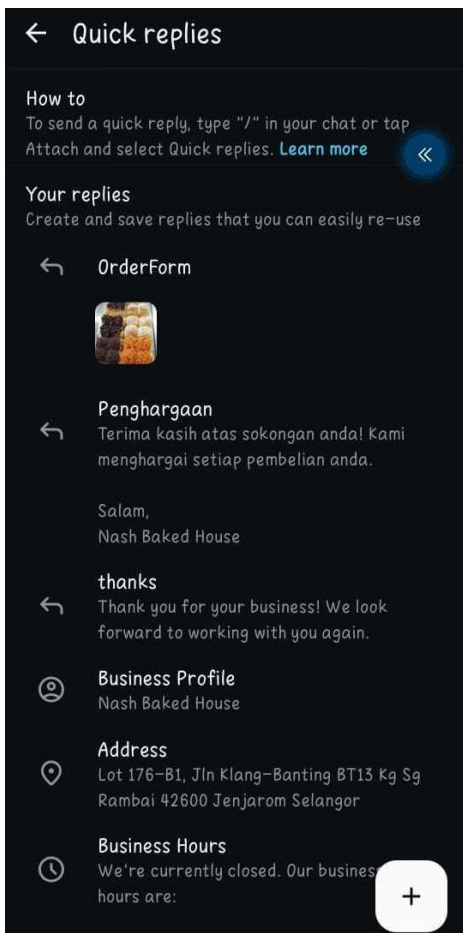 Quick replies
How to
To send a quick reply, type "/" in your chat or tap
Attach and select Quick replies. Learn more
Your replies
Create and save replies that you can easily re-use
OrderForm
Penghargaan
Terima kasih atas sokongan anda! Kami
menghargai setiap pembelian anda.
Salam,
Nash Baked House
thanks
Thank you for your business! We look
forward to working with you again.
Business Profile
Nash Baked House
Address
Lot 176-B1, Jln Klang-Banting BT13 Kg Sg
Rambai 42600 Jenjarom Selangor
Business Hours
We're currently closed. Our business
hours are: